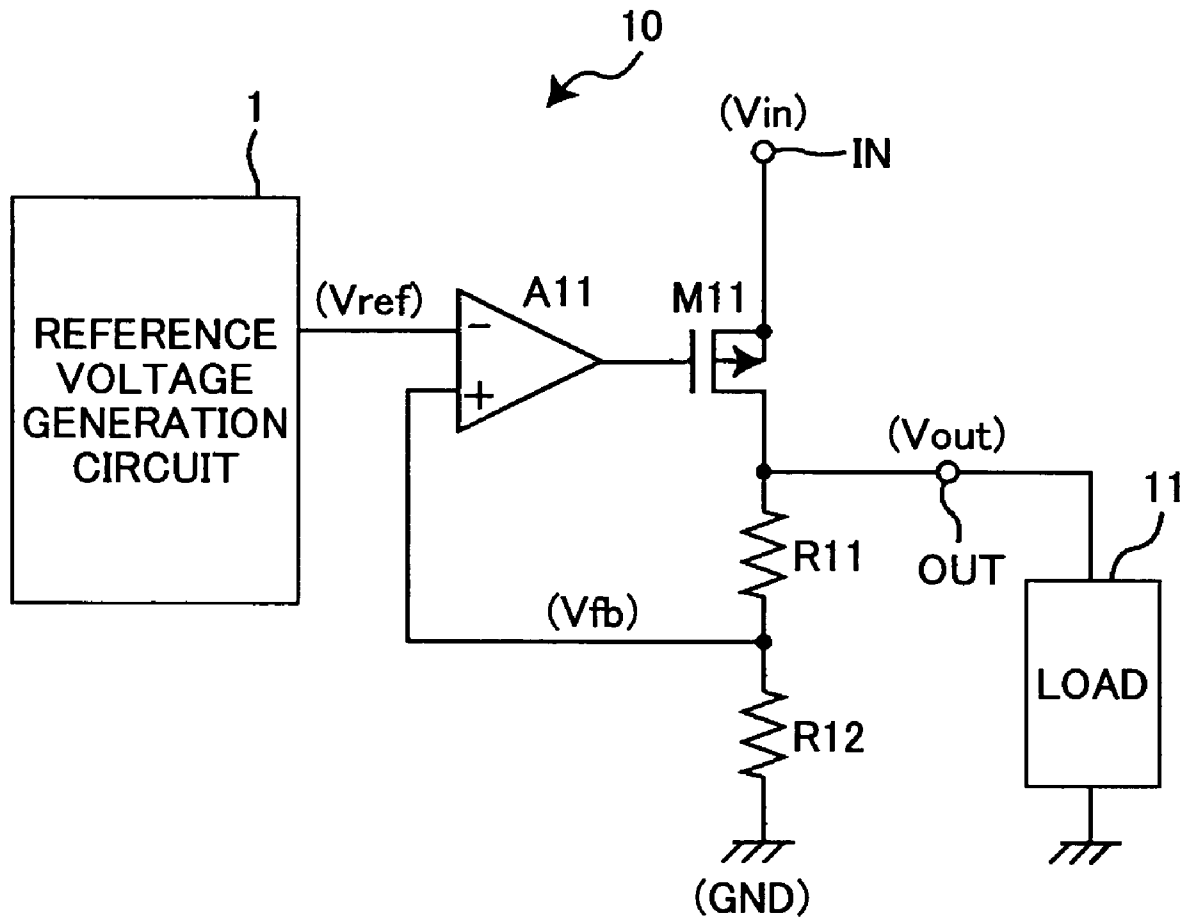 10
1
(Vin)
IN
(Vref)
A11
M11
-
+
REFERENCE
VOLTAGE
GENERATION
CIRCUIT
(Vout)
11
R11
OUT
(Vfb)
LOAD
R12
(GND)